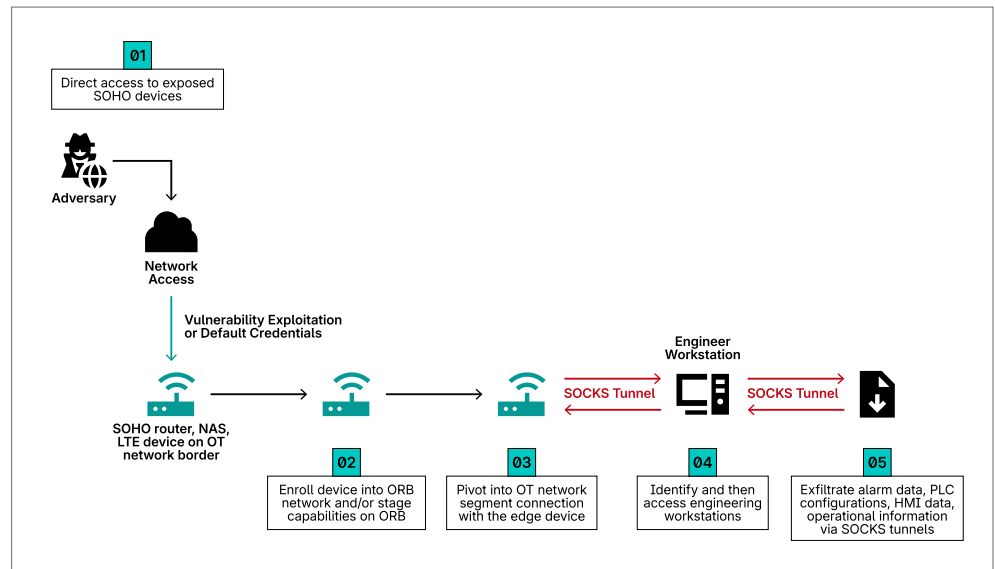 01
Direct access to exposed
SOHO devices
Adversary
Network
Access
Vulnerability Exploitation
or Default Credentials
SOHO router, NAS,
LTE device on OT
network border
SOCKS Tunnel
Engineer
Workstation
SOCKS Tunnel
02
Enroll device into ORB
network and/or stage
capabilities on ORB
03
Pivot into OT network
segment connection
with the edge device
04
Identify and then
access engineering
workstations
05
Exfiltrate alarm data, PLC
configurations, HMI data,
operational information
via SOCKS tunnels